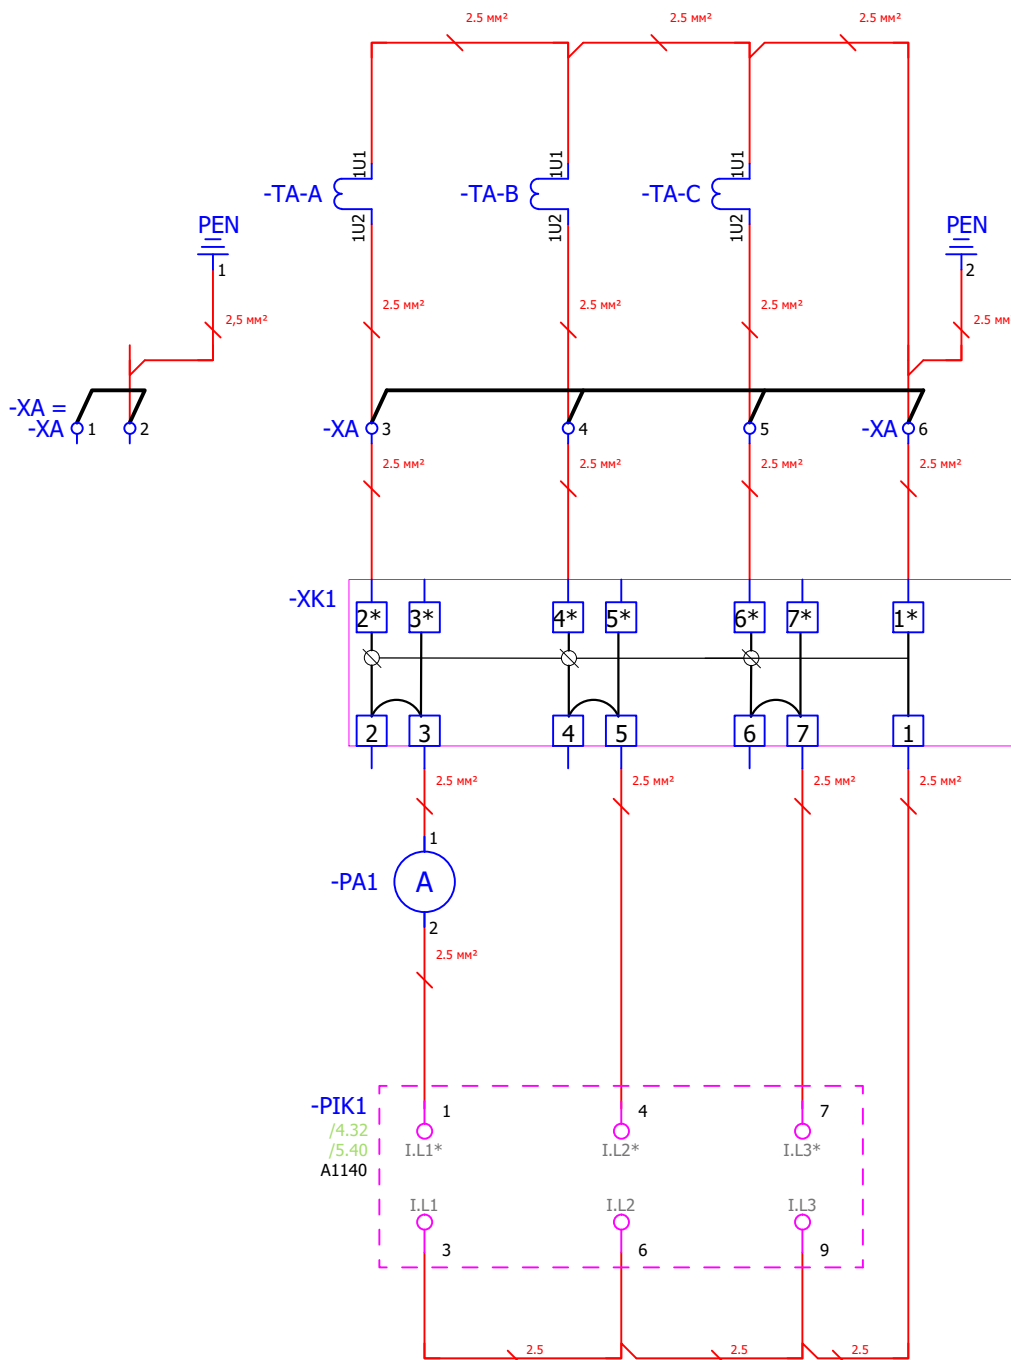 2.5 мм² 2.5 мм² 2.5 мм²
1U1 1U1 1U1
-TA-A -TA-B -TA-C
1U2 1U2 1U2
PEN PEN
1 2
2.5 мм² 2.5 мм² 2.5 мм²
2,5 мм² 2.5 мм
-XA =
-XA 1 2 -XA 3 4 5 -XA 6
2.5 мм² 2.5 мм² 2.5 мм² 2.5 мм²
-XK1
2* 3* 4* 5* 6* 7* 1*
2 3 4 5 6 7 1
2.5 мм² 2.5 мм² 2.5 мм² 2.5 мм²
1
-PA1 A
2
2.5 мм²
-PIK1 1 4 7
/4.32
/5.40 I.L1* I.L2* I.L3*
A1140
I.L1 I.L2 I.L3
3 6 9
2.5 2.5 2.5